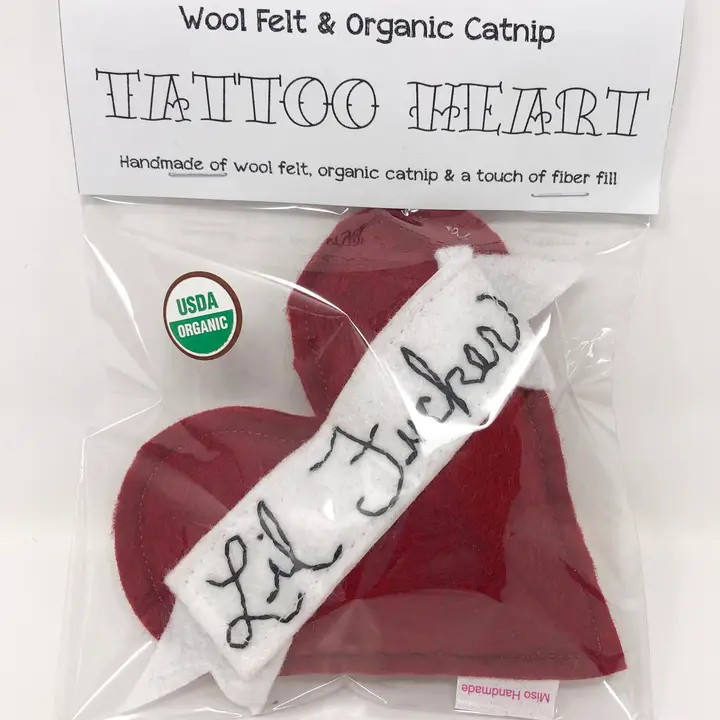 Wool Felt & Organic Catnip
TATTOO HEART
Handmade of wool felt, organic catnip & a touch of fiber fill
USDA
ORGANIC
Lil Fucker
Miso Handmade